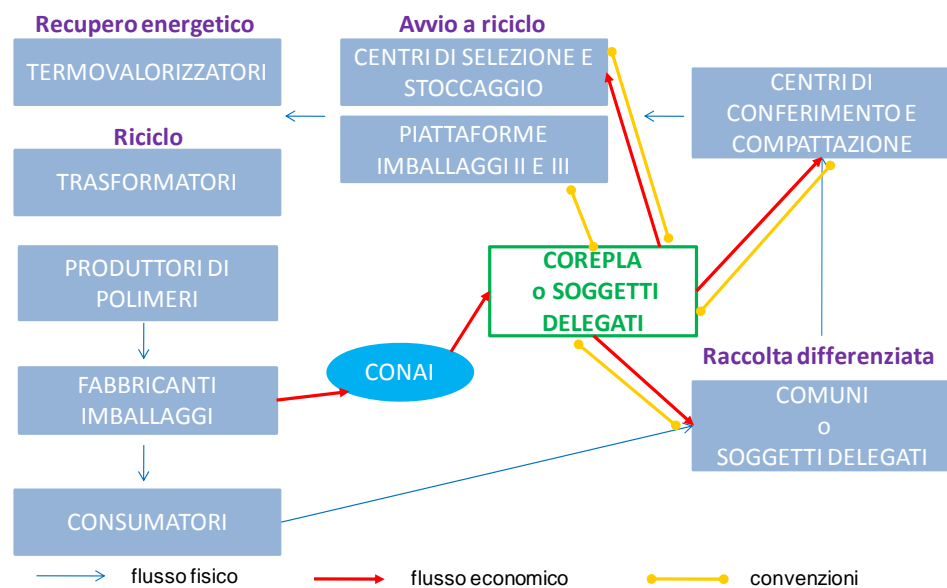 Recupero energetico
TERMOVALORIZZATORI
Riciclo
TRASFORMATORI
PRODUTTORI DI
POLIMERI
FABBRICANTI
IMBALLAGGI
CONSUMATORI
Avvio a riciclo
CENTRI DI SELEZIONE E
STOCCAGGIO
PIATTAFORME
IMBALLAGGI II E III
CONAI
COREPLA
o SOGGETTI
DELEGATI
CENTRI DI
CONFERIMENTO E
COMPATTAZIONE
Raccolta differenziata
COMUNI
o
SOGGETTI DELEGATI
flusso fisico
flusso economico
convenzioni